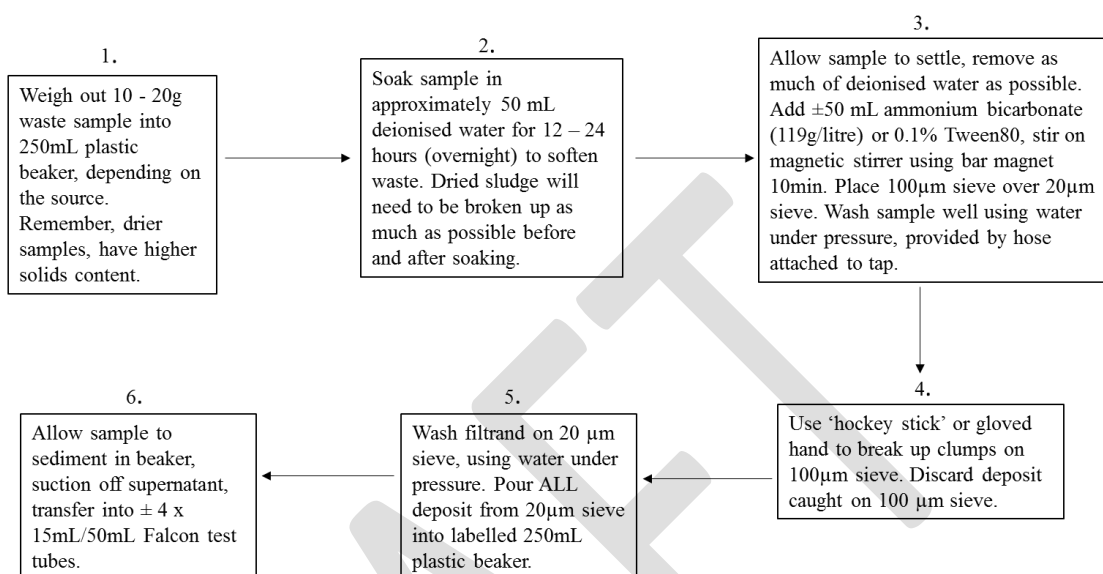 1.
Weigh out 10 - 20g
waste sample into
250mL plastic
beaker, depending on
the source.
Remember, drier
samples, have higher
solids content.
2.
Soak sample in
approximately 50 mL
deionised water for 12 – 24
hours (overnight) to soften
waste. Dried sludge will
need to be broken up as
much as possible before
and after soaking.
3.
Allow sample to settle, remove as
much of deionised water as possible.
Add ±50 mL ammonium bicarbonate
(119g/litre) or 0.1% Tween80, stir on
magnetic stirrer using bar magnet
10min. Place 100µm sieve over 20µm
sieve. Wash sample well using water
under pressure, provided by hose
attached to tap.
4.
Use ‘hockey stick’ or gloved
hand to break up clumps on
100µm sieve. Discard deposit
caught on 100 µm sieve.
5.
Wash filtrand on 20 µm
sieve, using water under
pressure. Pour ALL
deposit from 20µm sieve
into labelled 250mL
plastic beaker.
6.
Allow sample to
sediment in beaker,
suction off supernatant,
transfer into ± 4 x
15mL/50mL Falcon test
tubes.